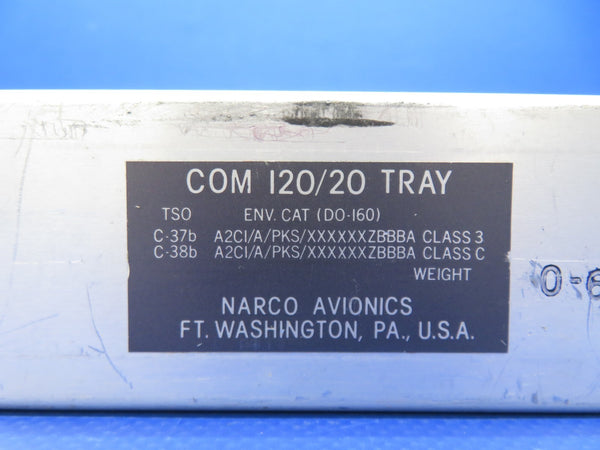 COM 120/20 TRAY
TSO ENV. CAT (DO-160)
C-37b A2C1/A/PKS/XXXXXXZBBBA CLASS 3
C-38b A2C1/A/PKS/XXXXXXZBBBA CLASS C
WEIGHT
NARCO AVIONICS
FT. WASHINGTON, PA., U.S.A.